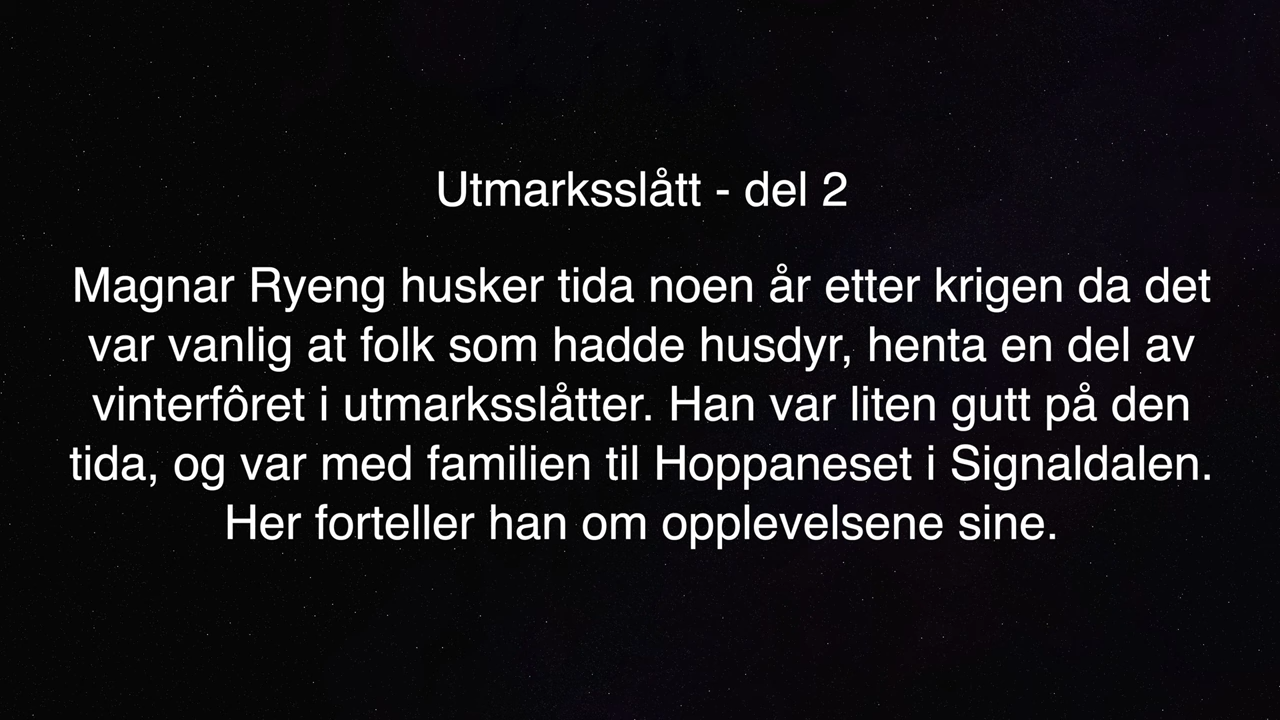 Utmarksslått - del 2
Magnar Ryeng husker tida noen år etter krigen da det
var vanlig at folk som hadde husdyr, henta en del av
vinterfôret i utmarksslåtter. Han var liten gutt på den
tida, og var med familien til Hoppaneset i Signaldalen.
Her forteller han om opplevelsene sine.